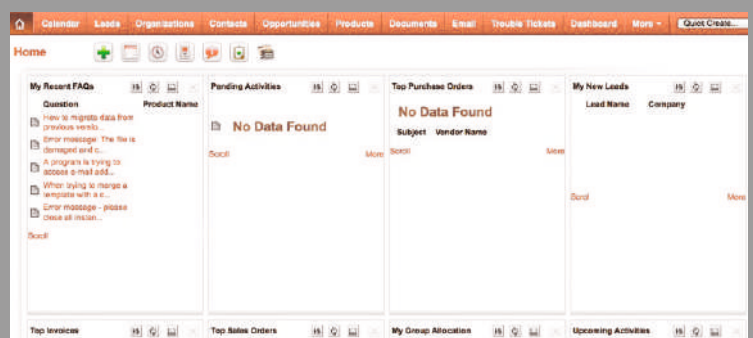 Calendar Leads Organizations Contacts Opportunities Products Documents Email Trouble Tickets Dashboard More Quick Create...
Home
My Recent FAQs
Question Product Name
How to migrate data from
previous versio...
Error message: The file is
damaged and c...
A program is trying to
access e-mail add...
When trying to merge a
template with a c...
Error message - please
close all instan...
Scroll
Pending Activities
No Data Found
Scroll More
Top Purchase Orders
No Data Found
Subject Vendor Name
Scroll More
My New Leads
Lead Name Company
Scroll More
Top Invoices
Top Sales Orders
My Group Allocation
Upcoming Activities